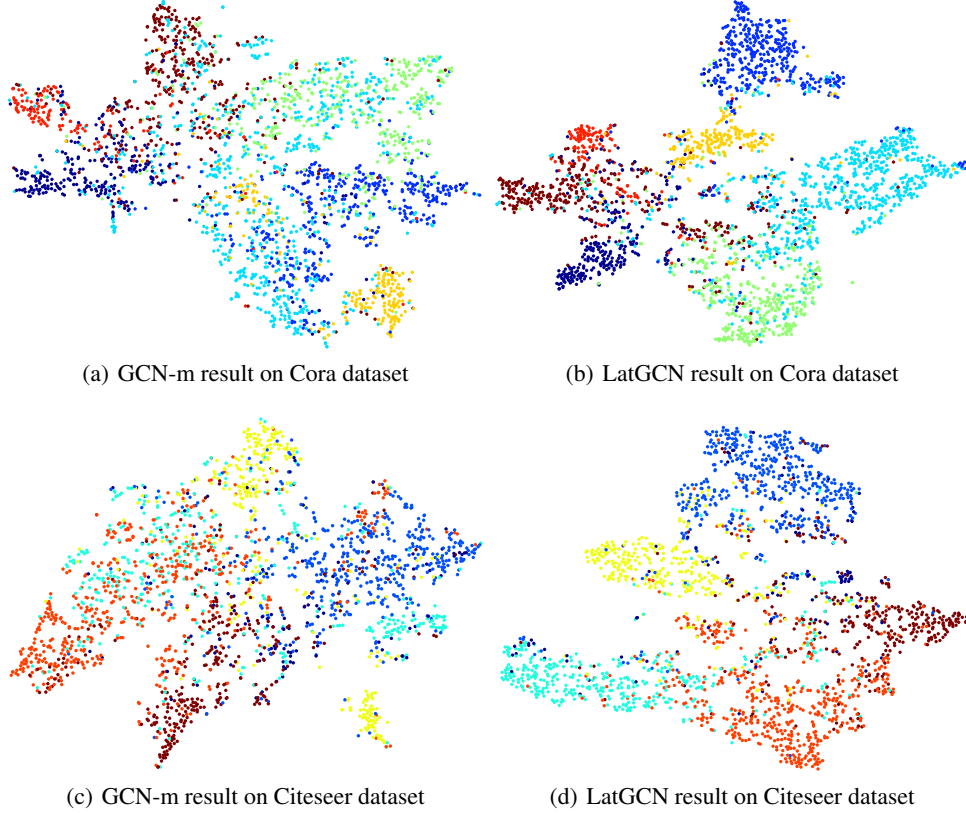 (a) GCN-m result on Cora dataset
(b) LatGCN result on Cora dataset
(c) GCN-m result on Citeseer dataset
(d) LatGCN result on Citeseer dataset